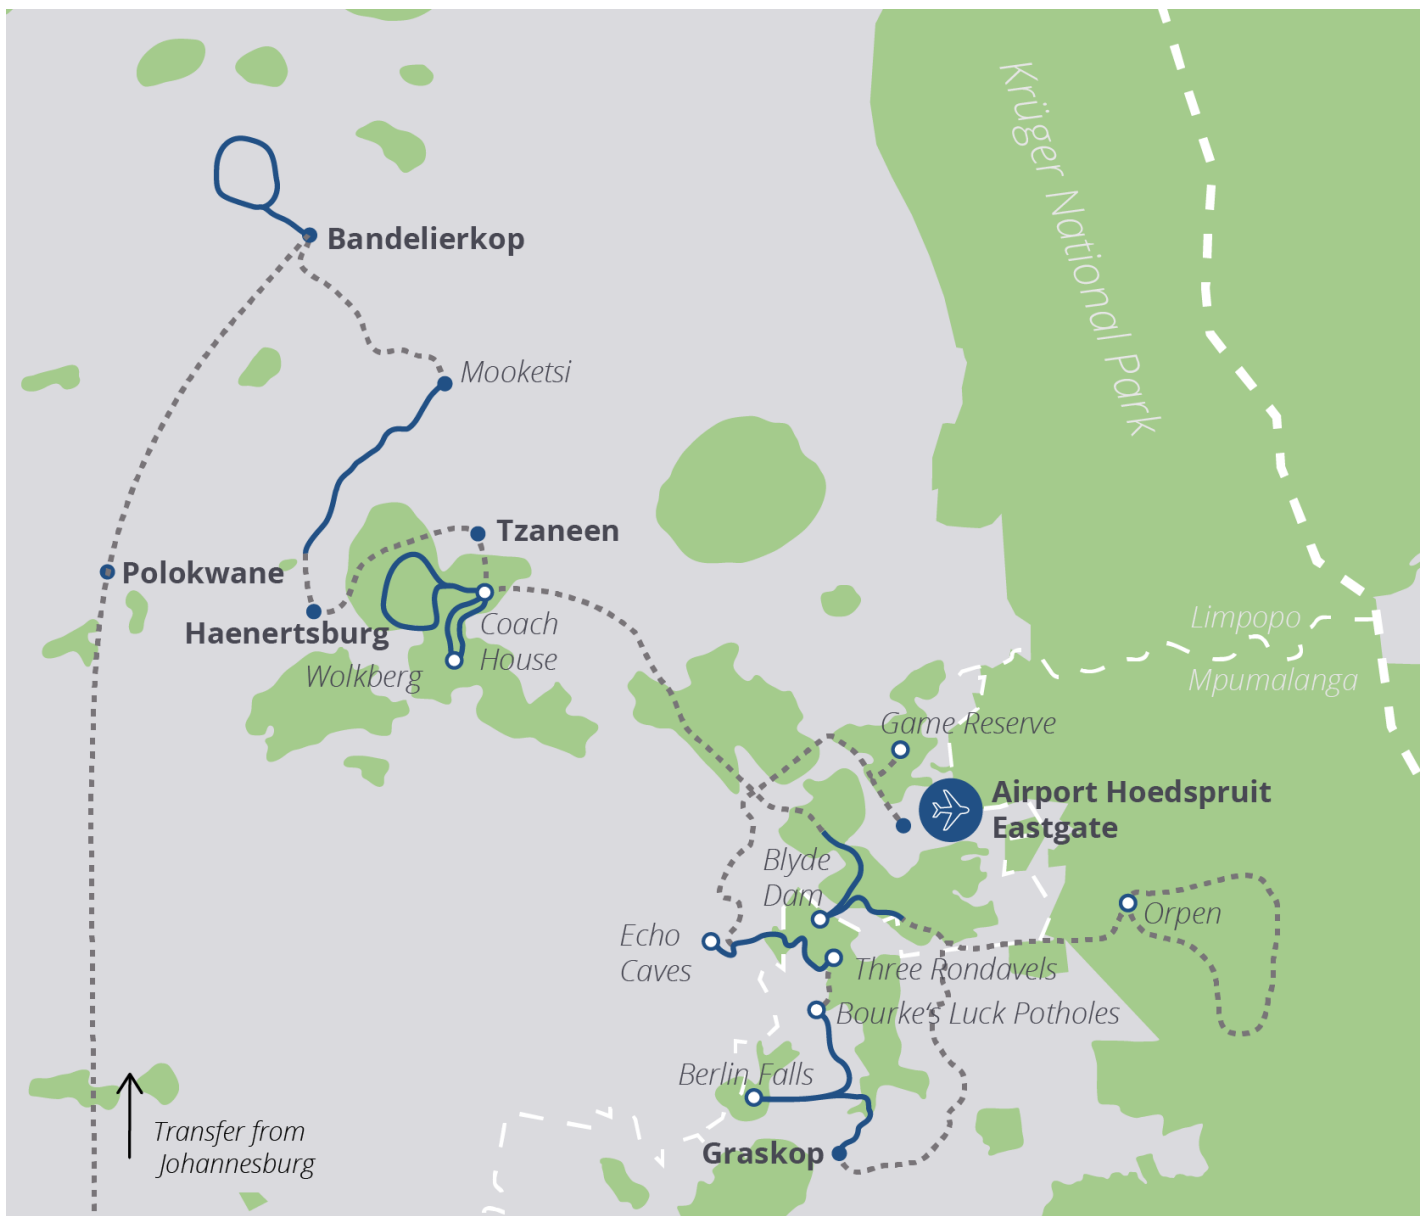 Krüger National Park
Bandelierkop
Mooketsi
Tzaneen
Polokwane
Haenertsburg
Coach
House
Wolkberg
Limpopo
Mpumalanga
Game Reserve
Airport Hoedspruit
Eastgate
Blyde
Dam
Orpen
Echo
Caves
Three Rondavels
Bourke‘s Luck Potholes
Berlin Falls
Graskop
Transfer from
Johannesburg